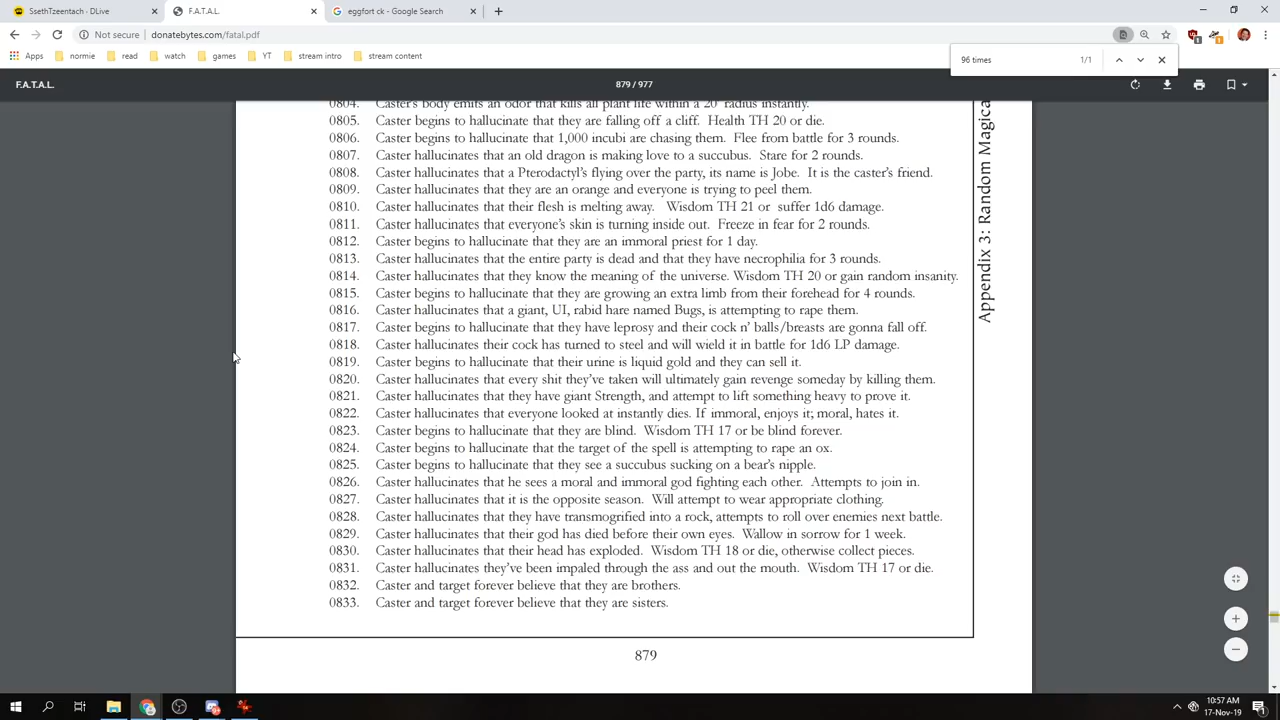 SsethTzeentach - DLive
F.A.T.A.L.
eggfort ck - Google Search
Not secure | donatebytes.com/fatal.pdf
Apps normie read watch games YT stream intro stream content
96 times 1/1
F.A.T.A.L.
879 / 977
0804. Caster's body emits an odor that kills all plant life within a 20' radius instantly.
0805. Caster begins to hallucinate that they are falling off a cliff. Health TH 20 or die.
0806. Caster begins to hallucinate that 1,000 incubi are chasing them. Flee from battle for 3 rounds.
0807. Caster hallucinates that an old dragon is making love to a succubus. Stare for 2 rounds.
0808. Caster hallucinates that a Pterodactyl's flying over the party, its name is Jobe. It is the caster's friend.
0809. Caster hallucinates that they are an orange and everyone is trying to peel them.
0810. Caster hallucinates that their flesh is melting away. Wisdom TH 21 or suffer 1d6 damage.
0811. Caster hallucinates that everyone's skin is turning inside out. Freeze in fear for 2 rounds.
0812. Caster begins to hallucinate that they are an immoral priest for 1 day.
0813. Caster hallucinates that the entire party is dead and that they have necrophilia for 3 rounds.
0814. Caster hallucinates that they know the meaning of the universe. Wisdom TH 20 or gain random insanity.
0815. Caster begins to hallucinate that they are growing an extra limb from their forehead for 4 rounds.
0816. Caster hallucinates that a giant, UI, rabid hare named Bugs, is attempting to rape them.
0817. Caster begins to hallucinate that they have leprosy and their cock n' balls/breasts are gonna fall off.
0818. Caster hallucinates their cock has turned to steel and will wield it in battle for 1d6 LP damage.
0819. Caster begins to hallucinate that their urine is liquid gold and they can sell it.
0820. Caster hallucinates that every shit they've taken will ultimately gain revenge someday by killing them.
0821. Caster hallucinates that they have giant Strength, and attempt to lift something heavy to prove it.
0822. Caster hallucinates that everyone looked at instantly dies. If immoral, enjoys it; moral, hates it.
0823. Caster begins to hallucinate that they are blind. Wisdom TH 17 or be blind forever.
0824. Caster begins to hallucinate that the target of the spell is attempting to rape an ox.
0825. Caster begins to hallucinate that they see a succubus sucking on a bear's nipple.
0826. Caster hallucinates that he sees a moral and immoral god fighting each other. Attempts to join in.
0827. Caster hallucinates that it is the opposite season. Will attempt to wear appropriate clothing.
0828. Caster hallucinates that they have transmogrified into a rock, attempts to roll over enemies next battle.
0829. Caster hallucinates that their god has died before their own eyes. Wallow in sorrow for 1 week.
0830. Caster hallucinates that their head has exploded. Wisdom TH 18 or die, otherwise collect pieces.
0831. Caster hallucinates they've been impaled through the ass and out the mouth. Wisdom TH 17 or die.
0832. Caster and target forever believe that they are brothers.
0833. Caster and target forever believe that they are sisters.
Appendix 3: Random Magica
879
10:57 AM
17-Nov-19